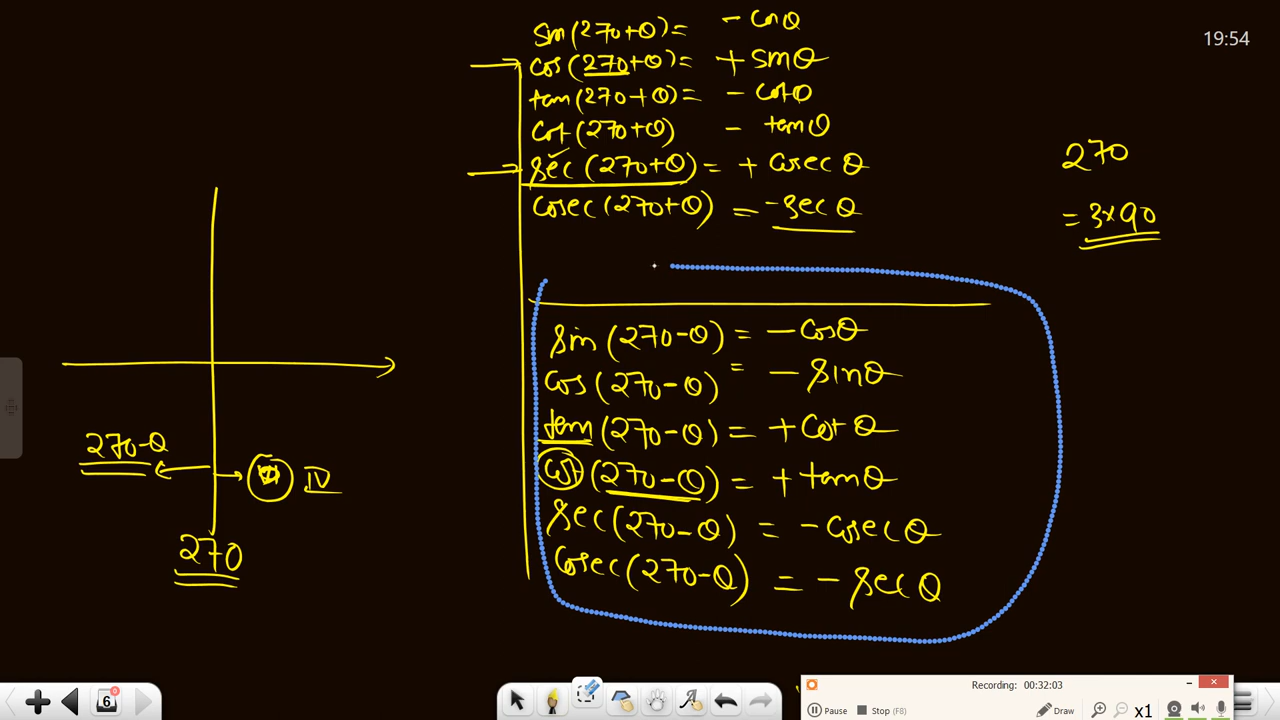 19:54
sin(270+θ)= - cosθ
cos(270+θ)= + sinθ
tan(270+θ)= - cotθ
cot(270+θ) - tanθ
sec(270+θ)= + cosec θ
cosec(270+θ) = -sec θ
270
= 3×90
sin(270-θ) = - cosθ
cos(270-θ) = - sinθ
tan(270-θ) = + cot θ
cot(270-θ) = + tanθ
sec(270-θ) = - cosec θ
cosec(270-θ) = - sec θ
270-θ
IV
270
6
0
Recording: 00:32:03
Pause
Stop (F8)
Draw
x1